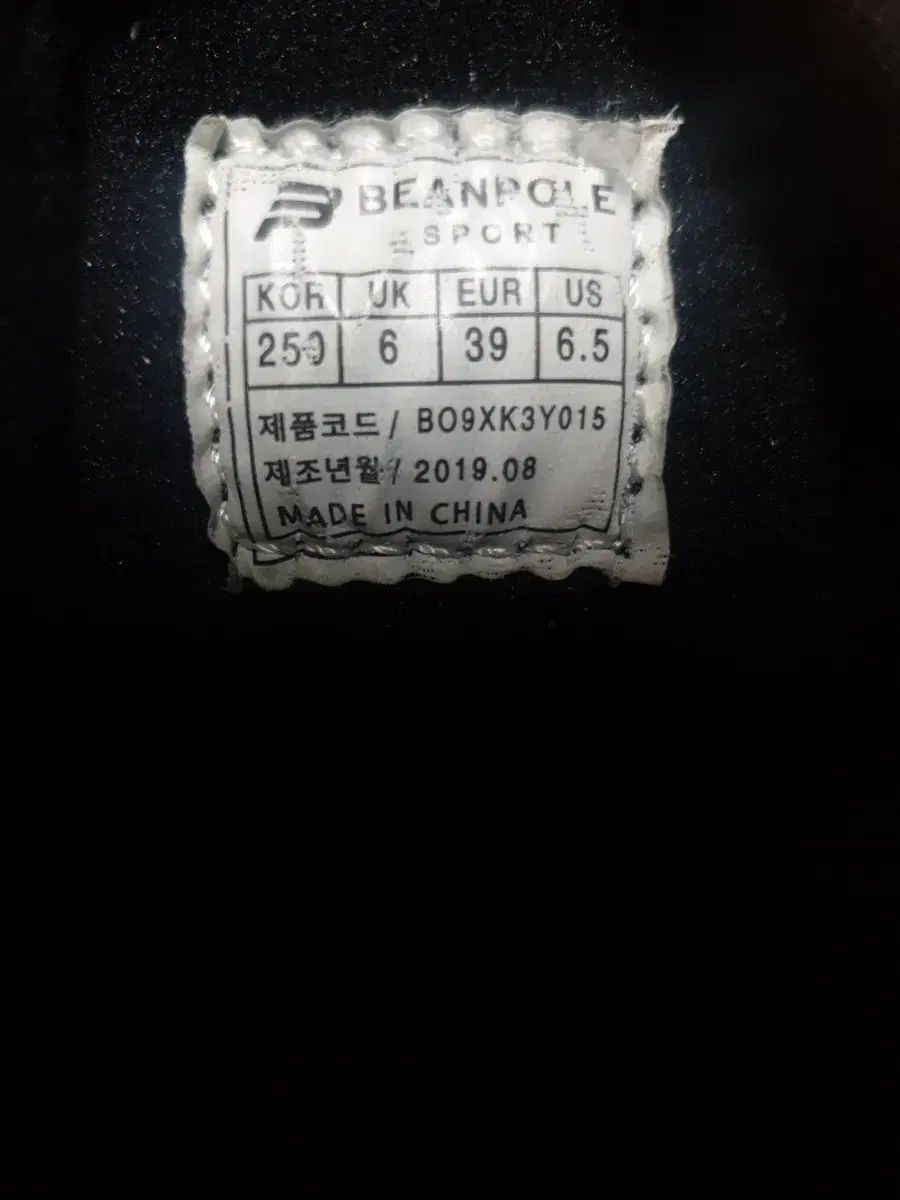 BEANPOLE
SPORT
KOR UK EUR US
250 6 39 6.5
제품코드/ BO9XK3Y015
제조년월/ 2019.08
MADE IN CHINA